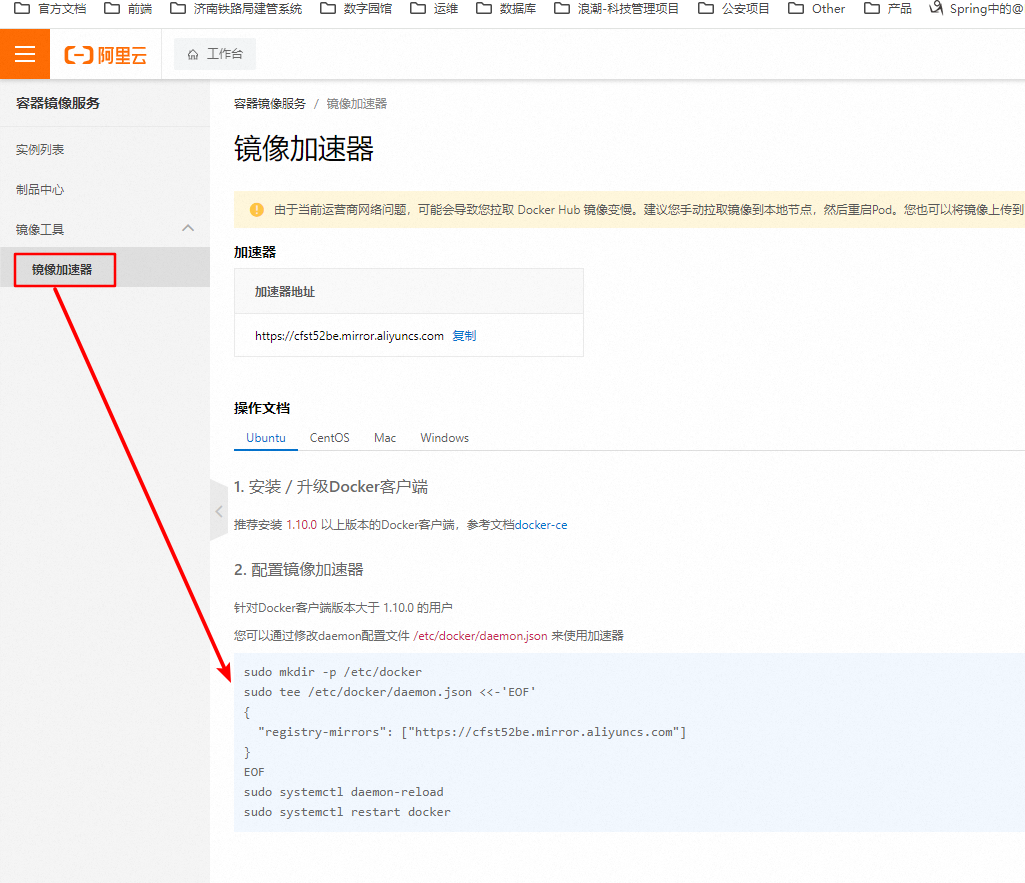 官方文档 前端 济南铁路局建管系统 数字园馆 运维 数据库 浪潮-科技管理项目 公安项目 Other 产品 Spring中的@
阿里云 工作台
容器镜像服务
实例列表
制品中心
镜像工具
镜像加速器
容器镜像服务 / 镜像加速器
镜像加速器
由于当前运营商网络问题，可能会导致您拉取 Docker Hub 镜像变慢。建议您手动拉取镜像到本地节点，然后重启Pod。您也可以将镜像上传到
加速器
加速器地址
https://cfst52be.mirror.aliyuncs.com 复制
操作文档
Ubuntu CentOS Mac Windows
1. 安装 / 升级Docker客户端
推荐安装 1.10.0 以上版本的Docker客户端，参考文档docker-ce
2. 配置镜像加速器
针对Docker客户端版本大于 1.10.0 的用户
您可以通过修改daemon配置文件 /etc/docker/daemon.json 来使用加速器
sudo mkdir -p /etc/docker
sudo tee /etc/docker/daemon.json <<-'EOF'
{
  "registry-mirrors": ["https://cfst52be.mirror.aliyuncs.com"]
}
EOF
sudo systemctl daemon-reload
sudo systemctl restart docker